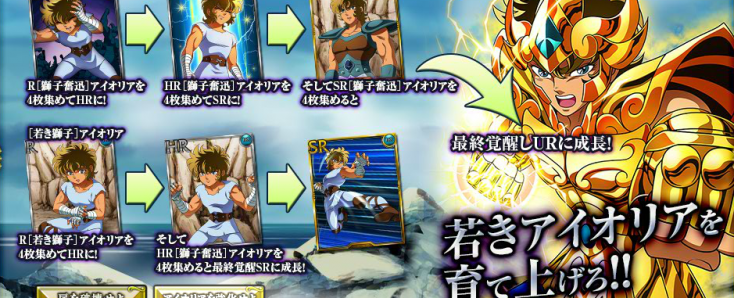 R[獅子奮迅]アイオリアを
4枚集めてHRに!
HR[獅子奮迅]アイオリアを
4枚集めてSRに!
そしてSR[獅子奮迅]アイオリアを
4枚集めると
最終覚醒しURに成長!
[若き獅子]アイオリア
R
HR
SR
R[若き獅子]アイオリアを
4枚集めてHRに!
そして
HR[若き獅子]アイオリアを
4枚集めると最終覚醒SRに成長!
若きアイオリアを
育て上げろ!!